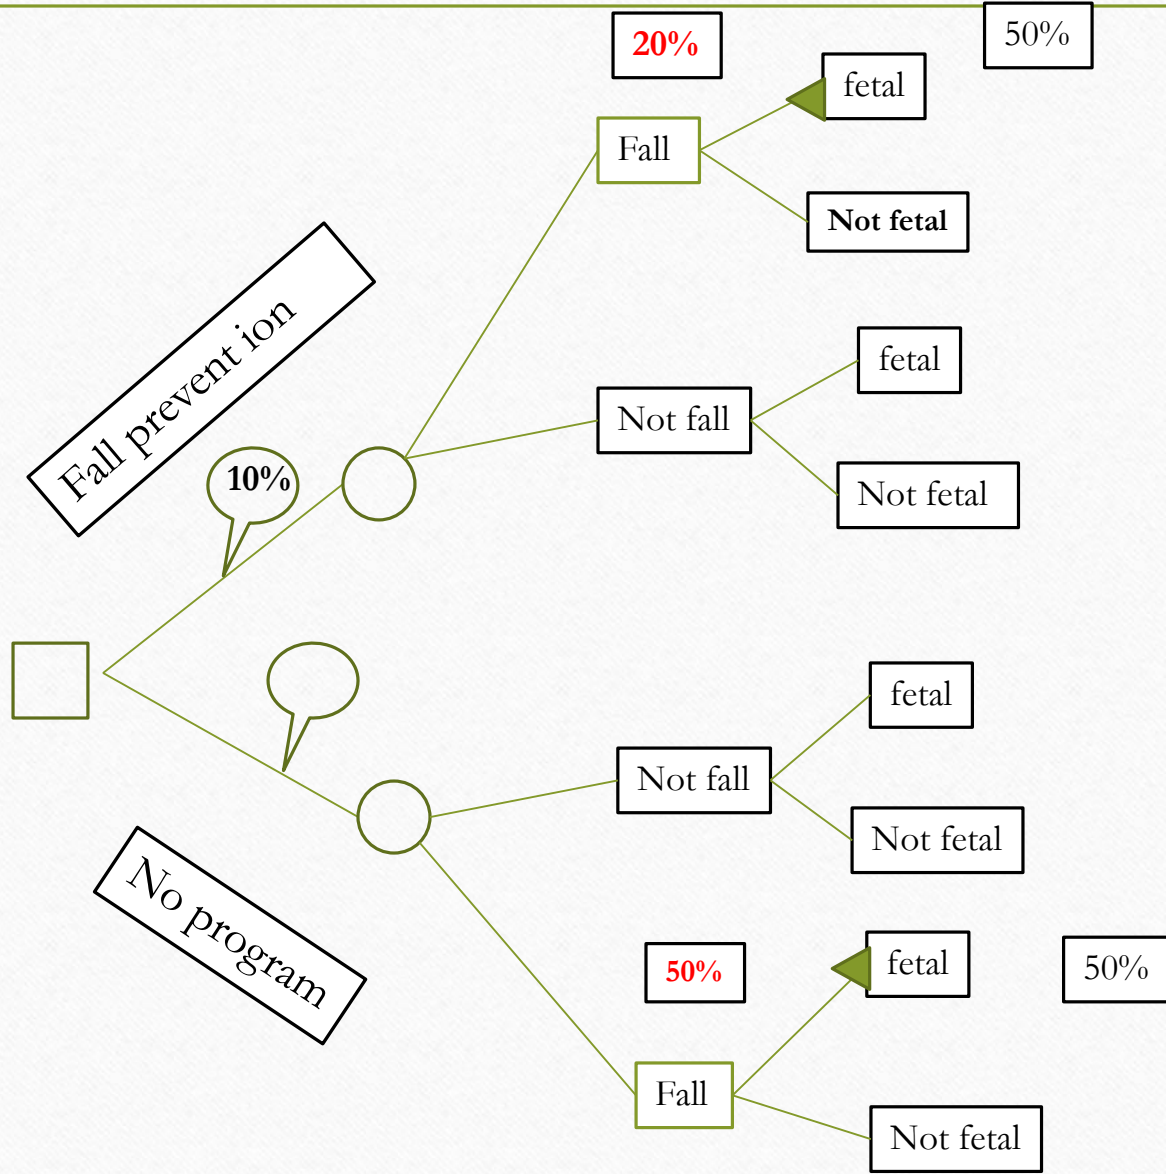 20%
50%
fetal
Fall
Not fetal
Fall prevent ion
10%
fetal
Not fall
Not fetal
fetal
Not fall
Not fetal
No program
50%
fetal
50%
Fall
Not fetal